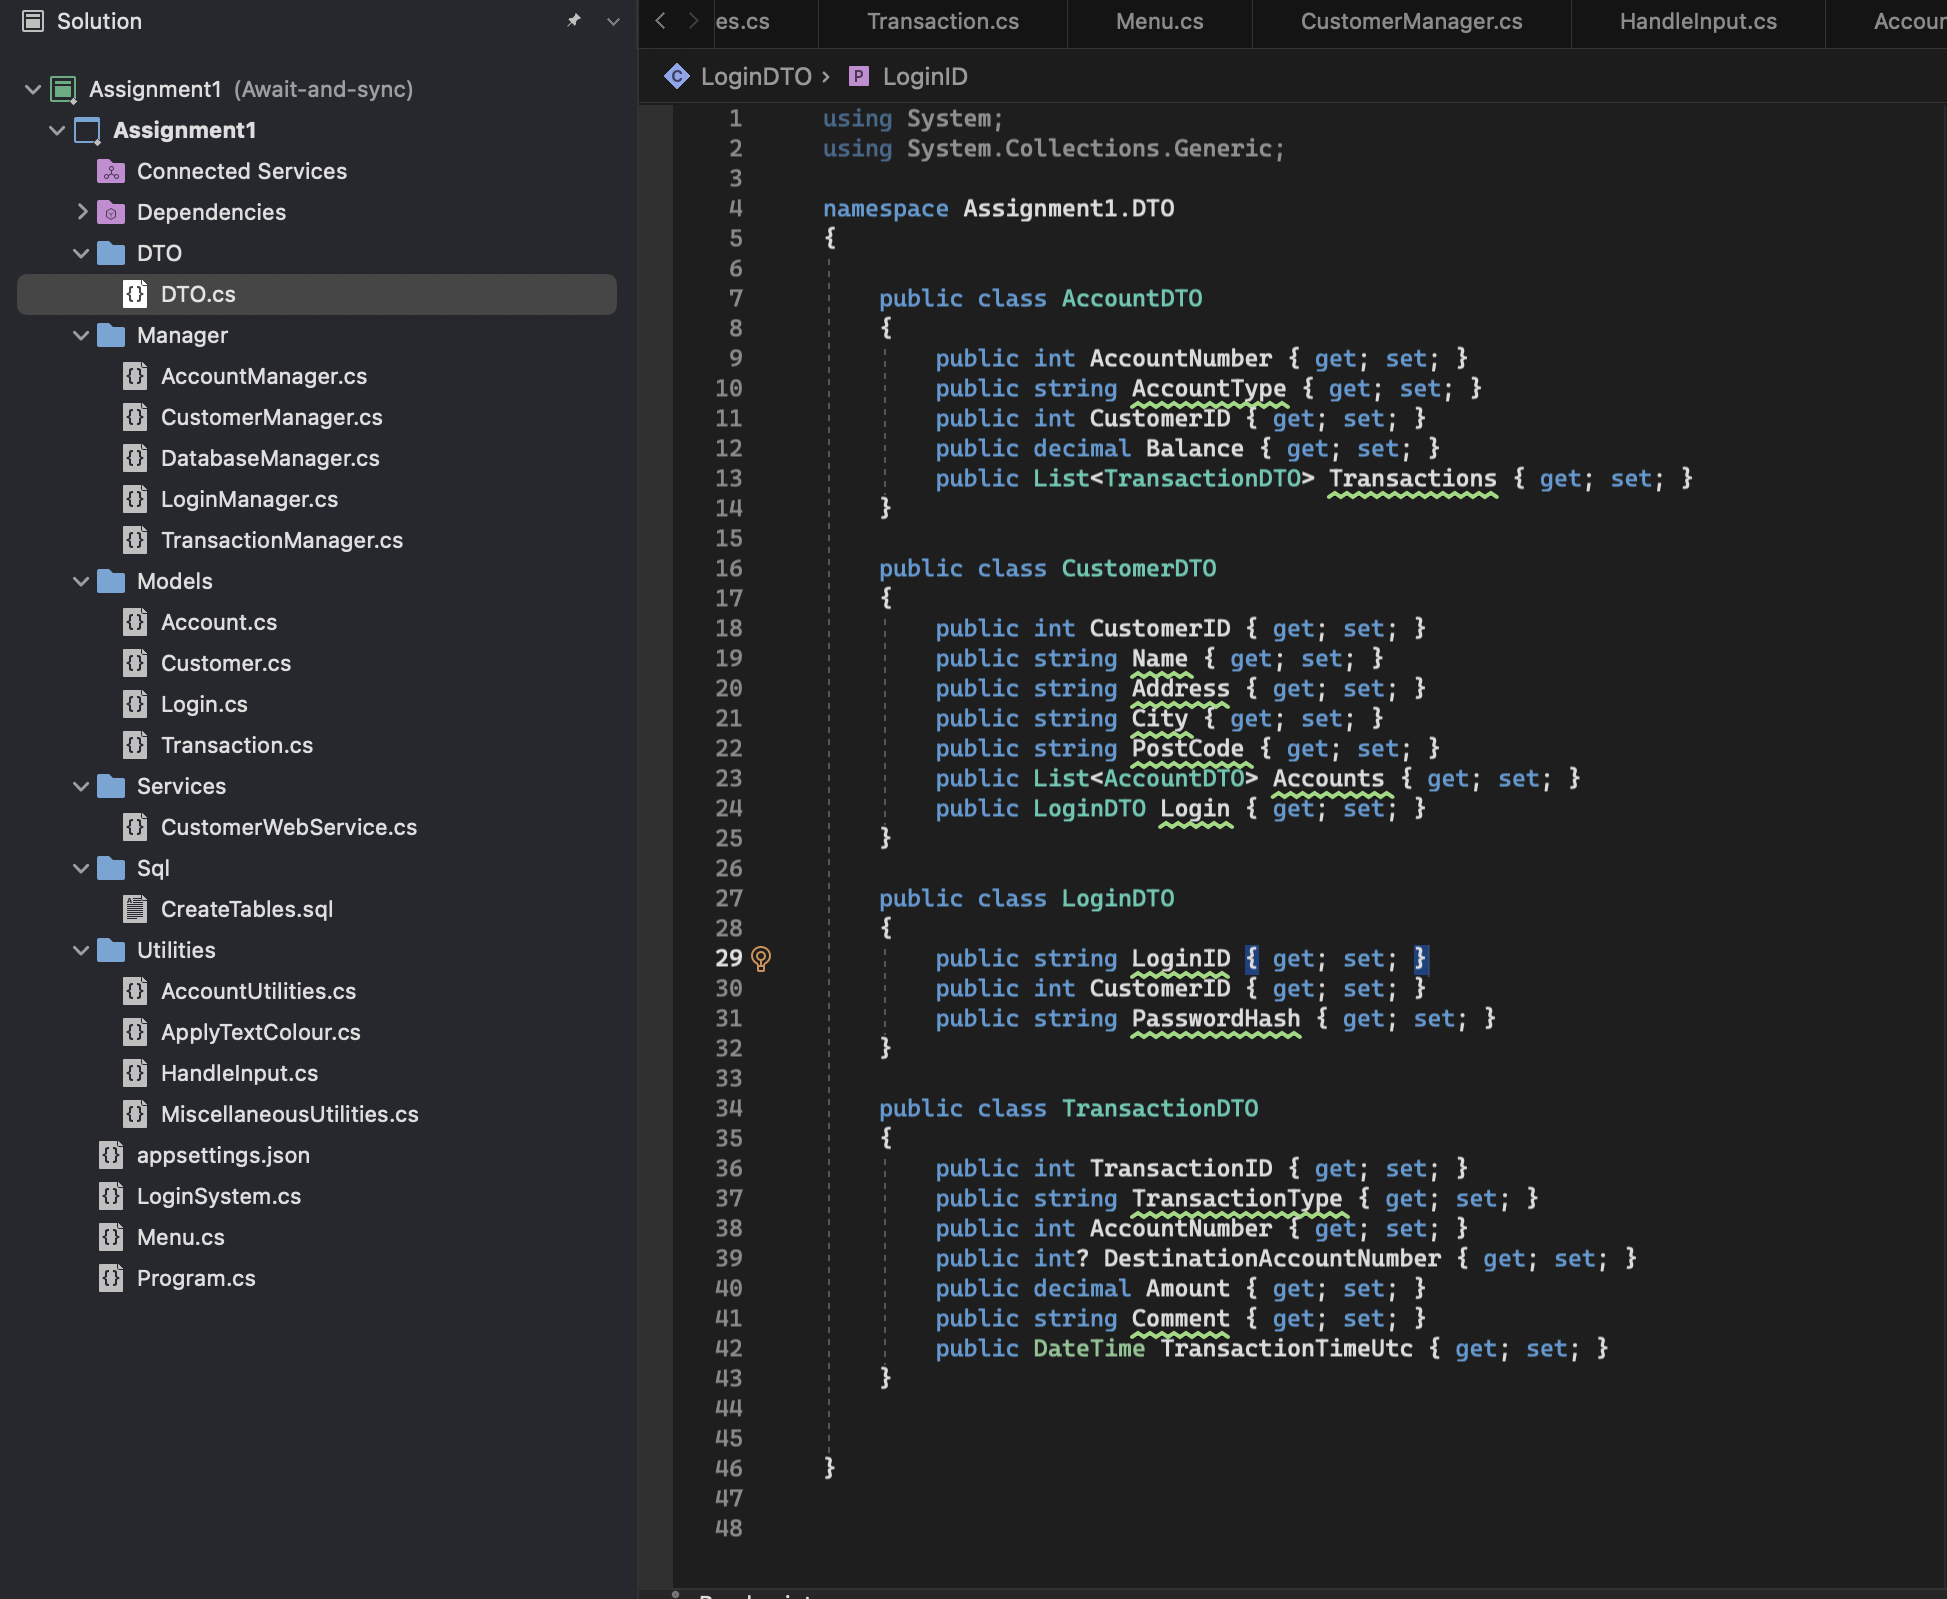 Solution
Assignment1 (Await-and-sync)
Assignment1
Connected Services
Dependencies
DTO
DTO.cs
Manager
AccountManager.cs
CustomerManager.cs
DatabaseManager.cs
LoginManager.cs
TransactionManager.cs
Models
Account.cs
Customer.cs
Login.cs
Transaction.cs
Services
CustomerWebService.cs
Sql
CreateTables.sql
Utilities
AccountUtilities.cs
ApplyTextColour.cs
HandleInput.cs
MiscellaneousUtilities.cs
appsettings.json
LoginSystem.cs
Menu.cs
Program.cs
es.cs Transaction.cs Menu.cs CustomerManager.cs HandleInput.cs Accour
C LoginDTO › P LoginID
1 using System;
2 using System.Collections.Generic;
3
4 namespace Assignment1.DTO
5 {
6
7 public class AccountDTO
8 {
9 public int AccountNumber { get; set; }
10 public string AccountType { get; set; }
11 public int CustomerID { get; set; }
12 public decimal Balance { get; set; }
13 public List<TransactionDTO> Transactions { get; set; }
14 }
15
16 public class CustomerDTO
17 {
18 public int CustomerID { get; set; }
19 public string Name { get; set; }
20 public string Address { get; set; }
21 public string City { get; set; }
22 public string PostCode { get; set; }
23 public List<AccountDTO> Accounts { get; set; }
24 public LoginDTO Login { get; set; }
25 }
26
27 public class LoginDTO
28 {
29 public string LoginID { get; set; }
30 public int CustomerID { get; set; }
31 public string PasswordHash { get; set; }
32 }
33
34 public class TransactionDTO
35 {
36 public int TransactionID { get; set; }
37 public string TransactionType { get; set; }
38 public int AccountNumber { get; set; }
39 public int? DestinationAccountNumber { get; set; }
40 public decimal Amount { get; set; }
41 public string Comment { get; set; }
42 public DateTime TransactionTimeUtc { get; set; }
43 }
44
45
46 }
47
48